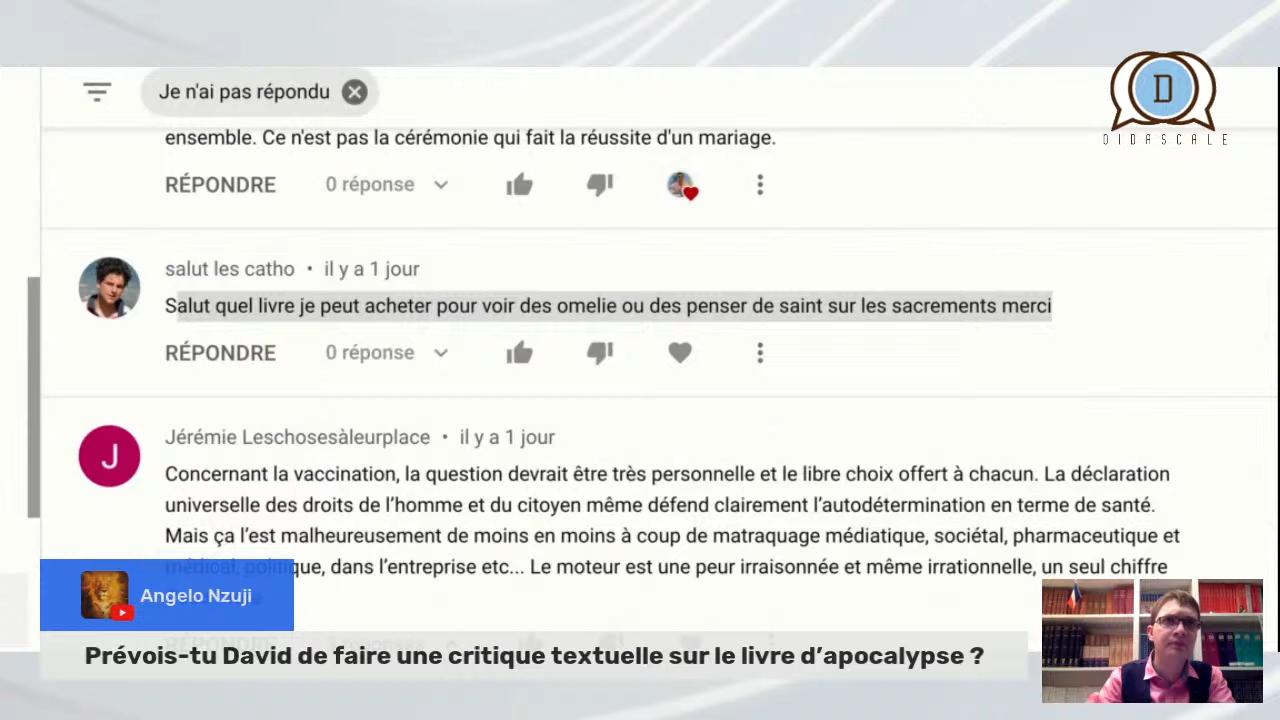 Je n'ai pas répondu
D
DIDASCALE
ensemble. Ce n'est pas la cérémonie qui fait la réussite d'un mariage.
RÉPONDRE 0 réponse
salut les catho • il y a 1 jour
Salut quel livre je peut acheter pour voir des omelie ou des penser de saint sur les sacrements merci
RÉPONDRE 0 réponse
J
Jérémie Leschosesàleurplace • il y a 1 jour
Concernant la vaccination, la question devrait être très personnelle et le libre choix offert à chacun. La déclaration
universelle des droits de l'homme et du citoyen même défend clairement l'autodétermination en terme de santé.
Mais ça l'est malheureusement de moins en moins à coup de matraquage médiatique, sociétal, pharmaceutique et
médical, politique, dans l'entreprise etc... Le moteur est une peur irraisonnée et même irrationnelle, un seul chiffre
Angelo Nzuji
Prévois-tu David de faire une critique textuelle sur le livre d'apocalypse ?